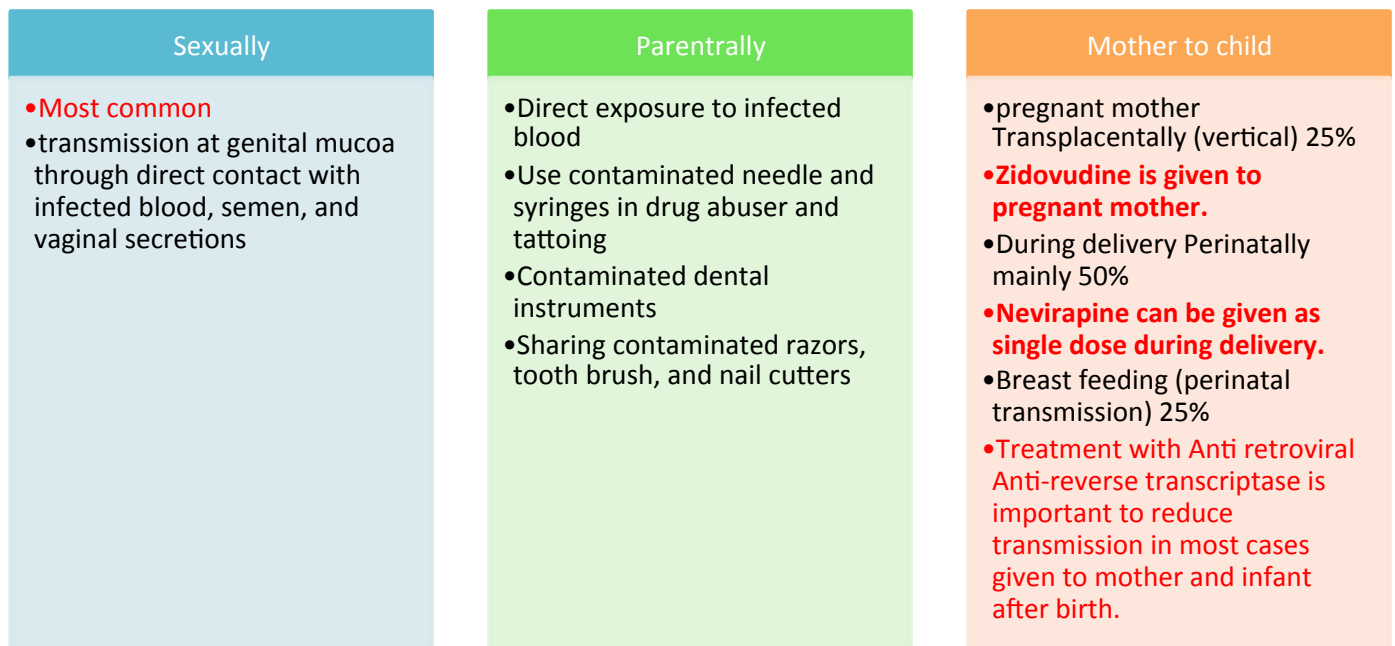 Sexually
•Most common
•transmission at genital mucoa
through direct contact with
infected blood, semen, and
vaginal secretions
Parentrally
•Direct exposure to infected
blood
•Use contaminated needle and
syringes in drug abuser and
tattoing
•Contaminated dental
instruments
•Sharing contaminated razors,
tooth brush, and nail cutters
Mother to child
•pregnant mother
Transplacentally (vertical) 25%
•Zidovudine is given to
pregnant mother.
•During delivery Perinatally
mainly 50%
•Nevirapine can be given as
single dose during delivery.
•Breast feeding (perinatal
transmission) 25%
•Treatment with Anti retroviral
Anti-reverse transcriptase is
important to reduce
transmission in most cases
given to mother and infant
after birth.